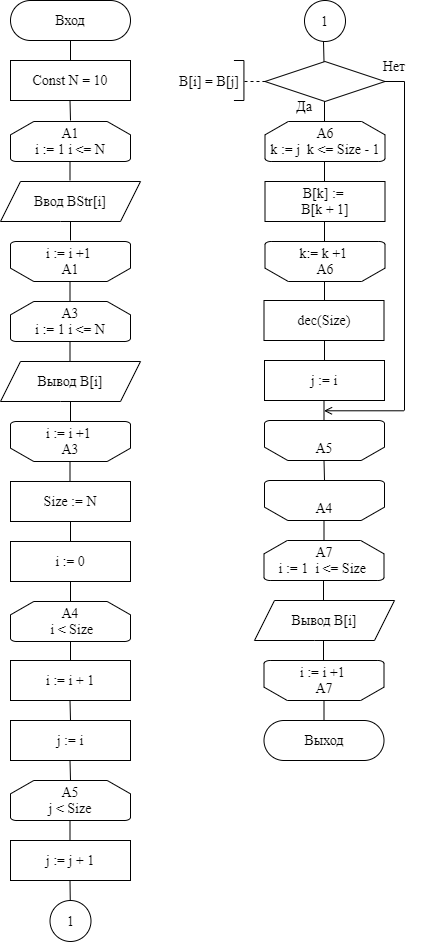 Вход
Const N = 10
A1
i := 1 i <= N
Ввод BStr[i]
i := i +1
A1
A3
i := 1 i <= N
Вывод B[i]
i := i +1
A3
Size := N
i := 0
A4
i < Size
i := i + 1
j := i
A5
j < Size
j := j + 1
1
1
B[i] = B[j]
Нет
Да
A6
k := j k <= Size - 1
B[k] :=
B[k + 1]
k:= k +1
A6
dec(Size)
j := i
A5
A4
A7
i := 1 i <= Size
Вывод B[i]
i := i +1
A7
Выход